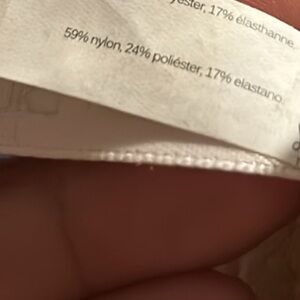 17% élasthanne
59% nylon, 24% poliéster, 17% elastano.